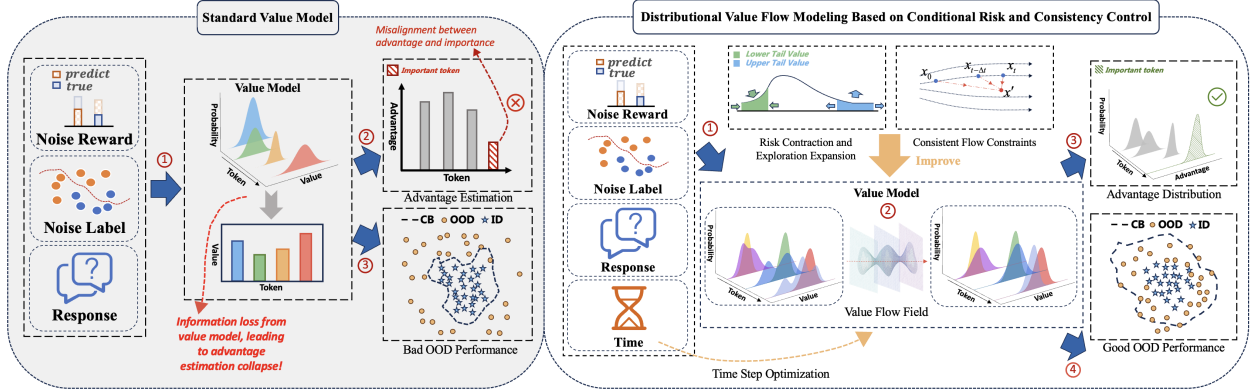 Standard Value Model
predict
true
Noise Reward
Noise Label
Response
①
Value Model
Probability
Token
Value
Value
Token
Information loss from
value model, leading
to advantage
estimation collapse!
②
③
Misalignment between
advantage and importance
Important token
Advantage
Token
Advantage Estimation
CB OOD ID
Bad OOD Performance
Distributional Value Flow Modeling Based on Conditional Risk and Consistency Control
predict
true
Noise Reward
Noise Label
Response
Time
①
Lower Tail Value
Upper Tail Value
Risk Contraction and
Exploration Expansion
x₀ xₜ₋Δₜ xₜ
x′
Consistent Flow Constraints
Improve
Value Model
②
Probability
Token
Value
Value Flow Field
Probability
Token
Value
Time Step Optimization
③
④
Important token
Probability
Token
Advantage
Advantage Distribution
CB OOD ID
Good OOD Performance